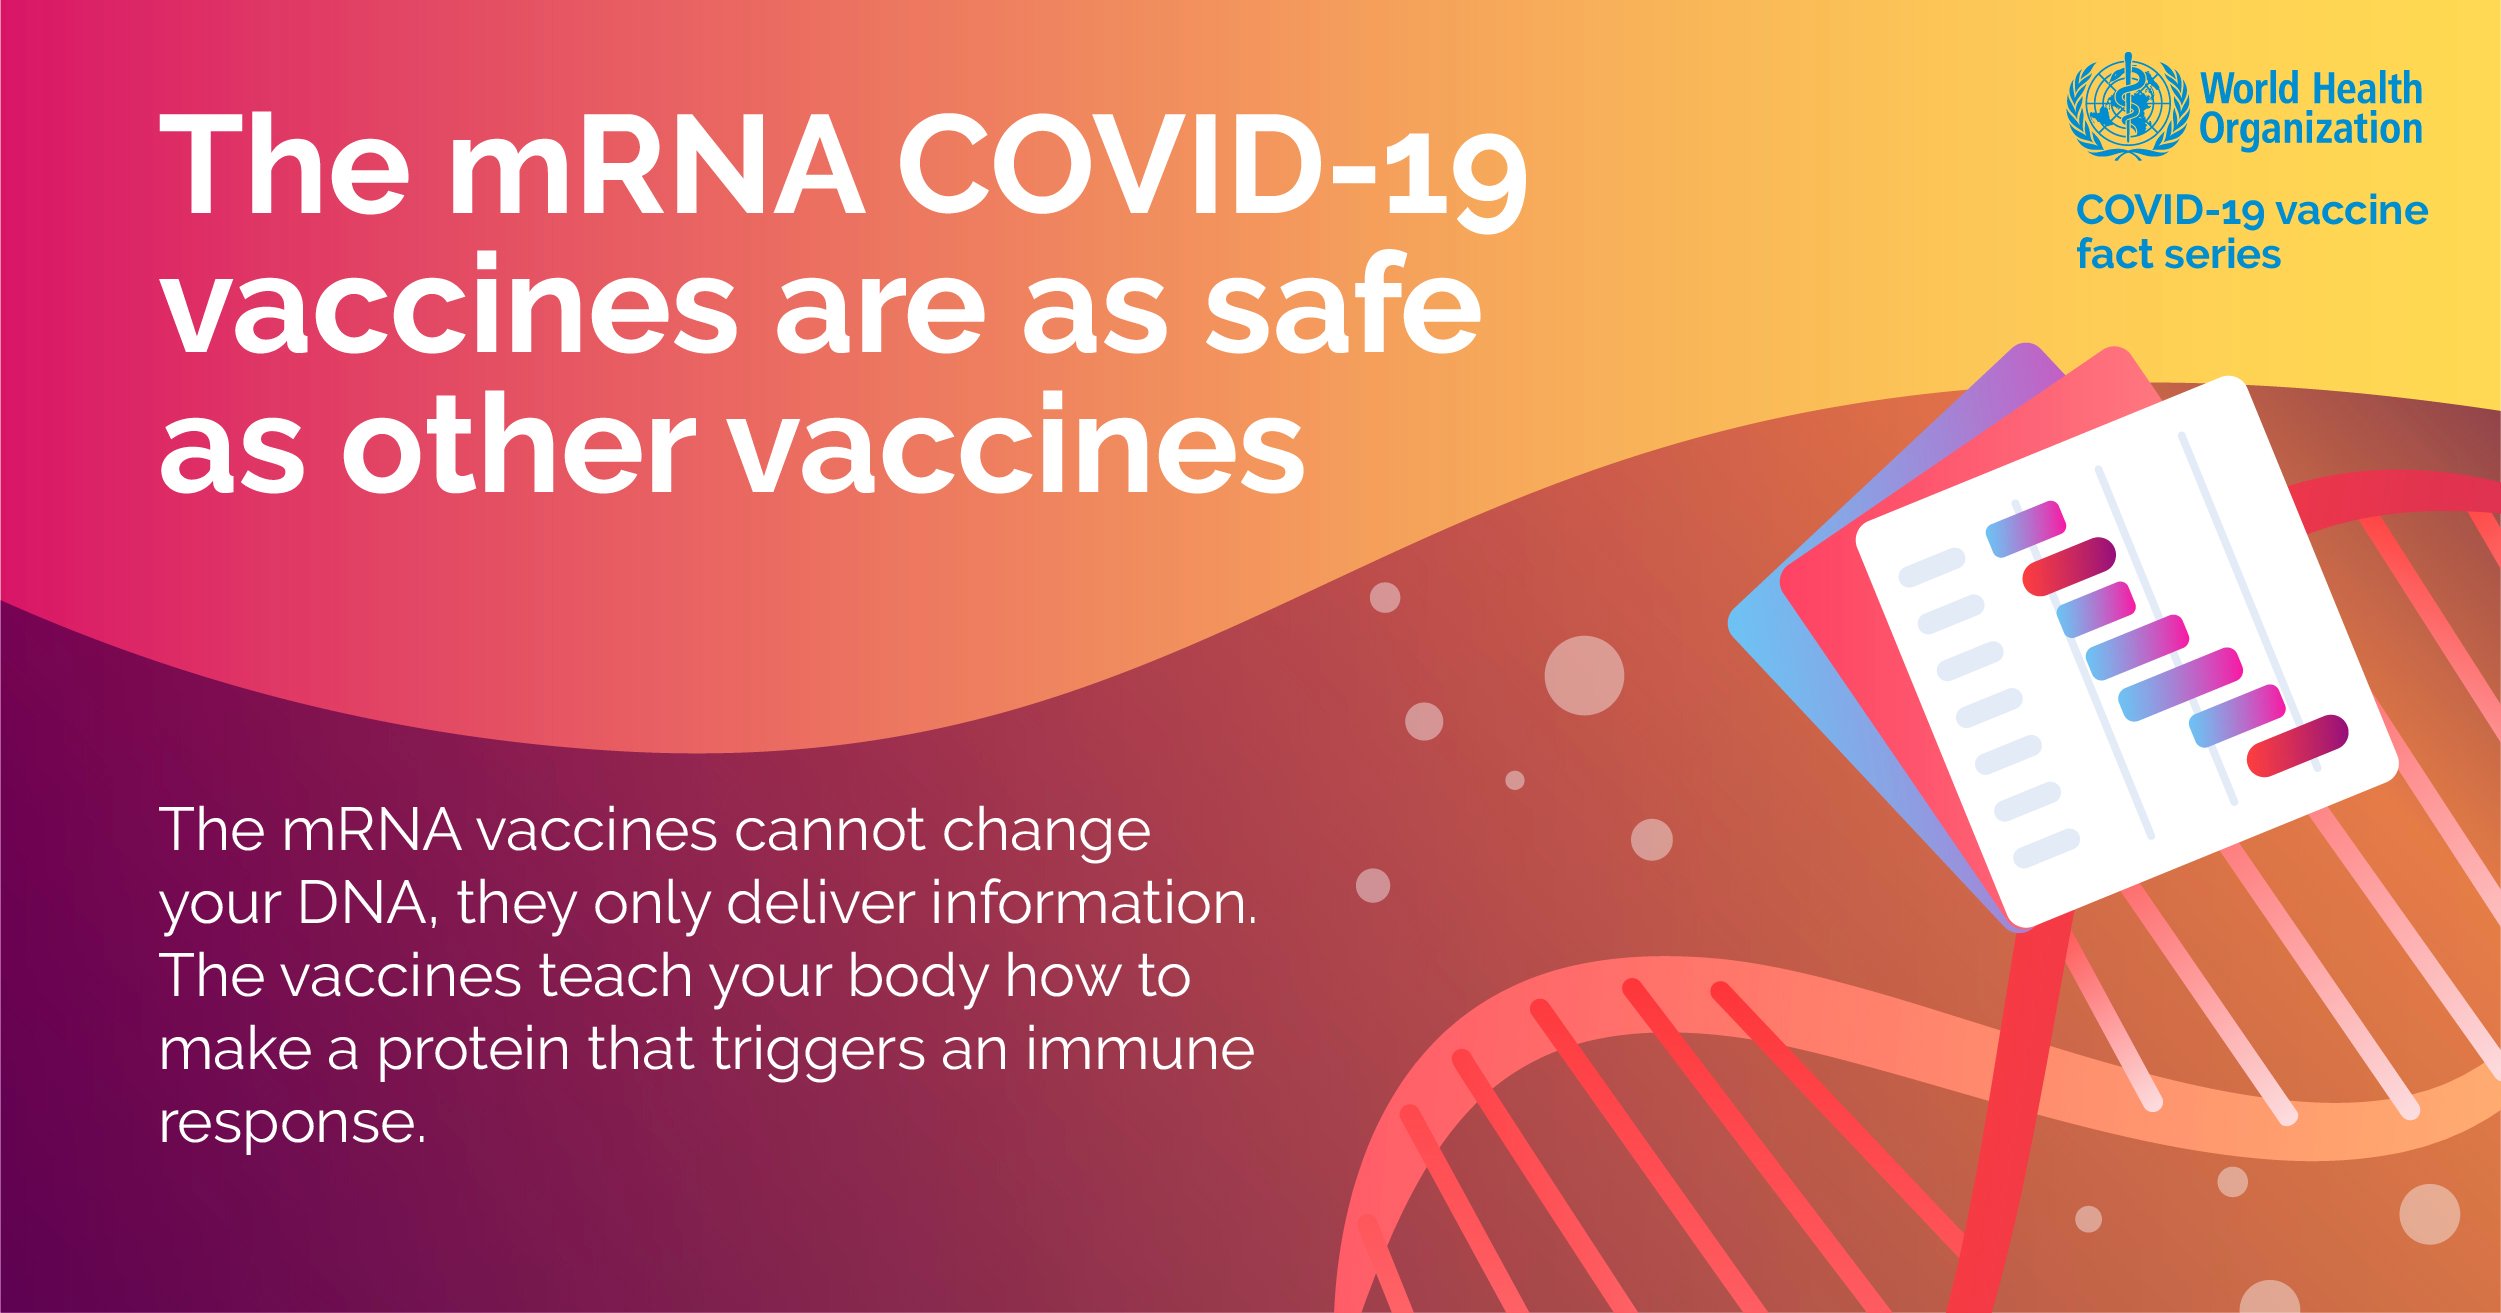 The mRNA COVID-19
vaccines are as safe
as other vaccines
World Health
Organization
COVID-19 vaccine
fact series
The mRNA vaccines cannot change
your DNA, they only deliver information.
The vaccines teach your body how to
make a protein that triggers an immune
response.